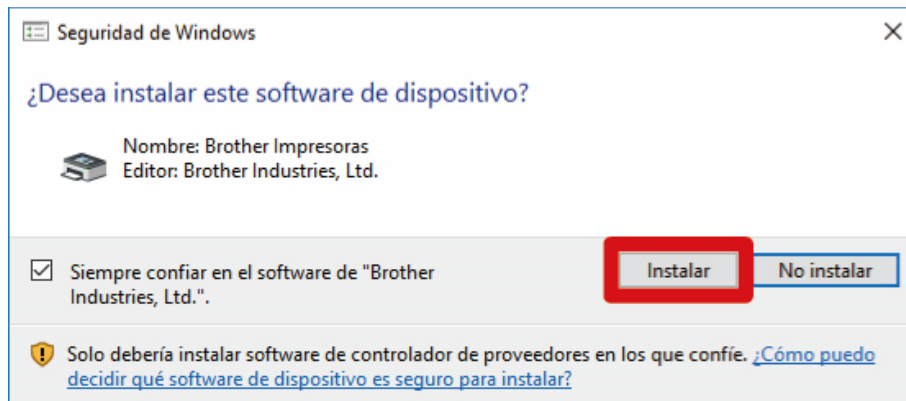 Seguridad de Windows
¿Desea instalar este software de dispositivo?
Nombre: Brother Impresoras
Editor: Brother Industries, Ltd.
Siempre confiar en el software de "Brother
Industries, Ltd.".
Instalar
No instalar
Solo debería instalar software de controlador de proveedores en los que confíe. ¿Cómo puedo
decidir qué software de dispositivo es seguro para instalar?